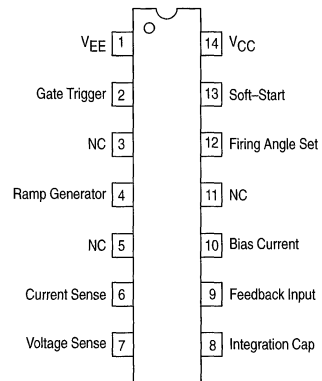 VEE 1
14 VCC
Gate Trigger 2
13 Soft–Start
NC 3
12 Firing Angle Set
Ramp Generator 4
11 NC
NC 5
10 Bias Current
Current Sense 6
9 Feedback Input
Voltage Sense 7
8 Integration Cap